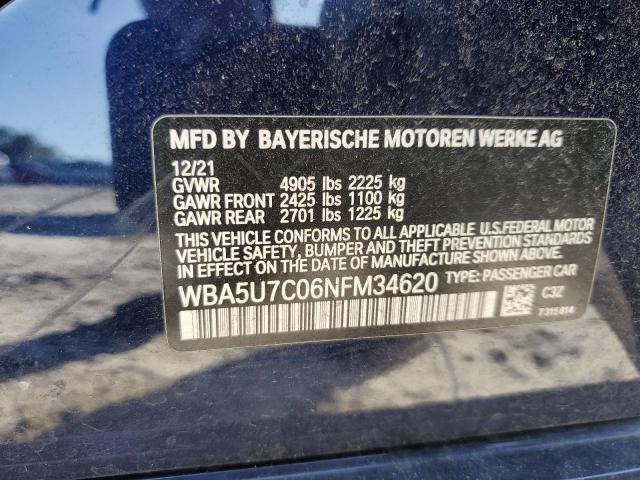 MFD BY BAYERISCHE MOTOREN WERKE AG
12/21
GVWR 4905 lbs 2225 kg
GAWR FRONT 2425 lbs 1100 kg
GAWR REAR 2701 lbs 1225 kg
THIS VEHICLE CONFORMS TO ALL APPLICABLE U.S.FEDERAL MOTOR
VEHICLE SAFETY, BUMPER AND THEFT PREVENTION STANDARDS
IN EFFECT ON THE DATE OF MANUFACTURE SHOWN ABOVE.
WBA5U7C06NFM34620 TYPE: PASSENGER CAR
C3Z
7315814